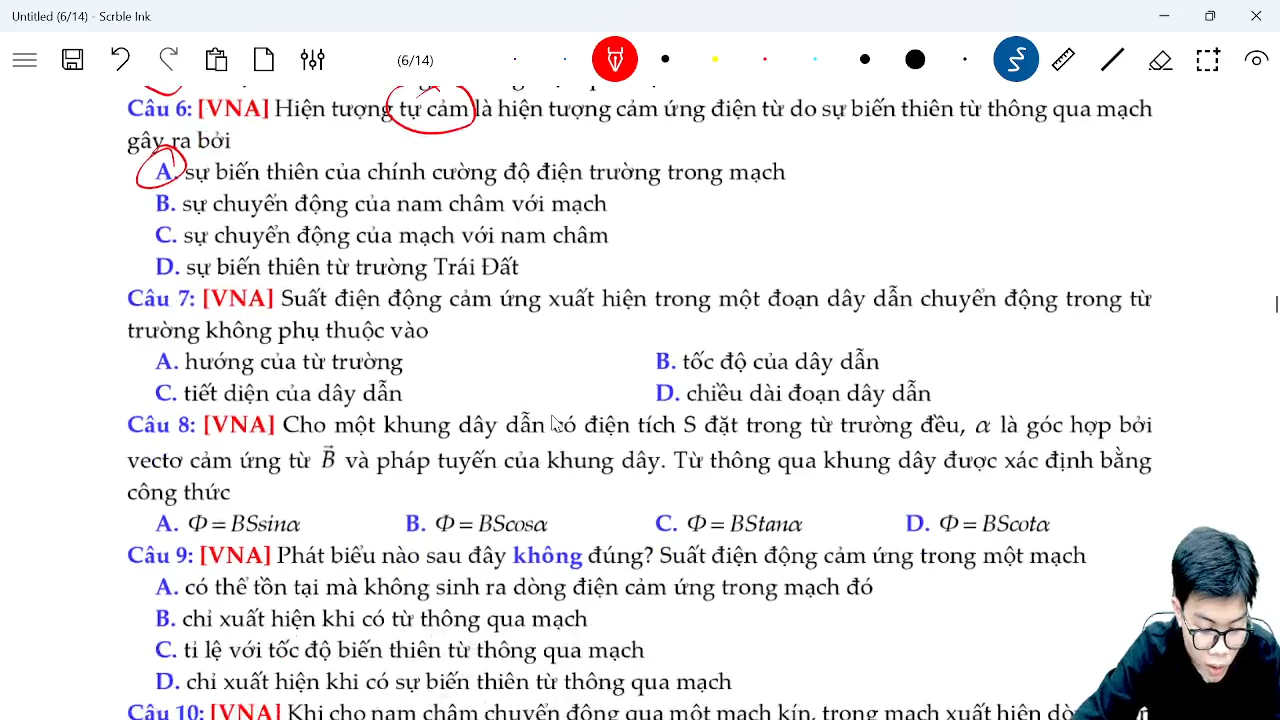 Untitled (6/14) - Scrble Ink
(6/14)
Câu 6: [VNA] Hiện tượng tự cảm là hiện tượng cảm ứng điện từ do sự biến thiên từ thông qua mạch
gây ra bởi
A. sự biến thiên của chính cường độ điện trường trong mạch
B. sự chuyển động của nam châm với mạch
C. sự chuyển động của mạch với nam châm
D. sự biến thiên từ trường Trái Đất
Câu 7: [VNA] Suất điện động cảm ứng xuất hiện trong một đoạn dây dẫn chuyển động trong từ
trường không phụ thuộc vào
A. hướng của từ trường B. tốc độ của dây dẫn
C. tiết diện của dây dẫn D. chiều dài đoạn dây dẫn
Câu 8: [VNA] Cho một khung dây dẫn có điện tích S đặt trong từ trường đều, α là góc hợp bởi
vectơ cảm ứng từ B⃗ và pháp tuyến của khung dây. Từ thông qua khung dây được xác định bằng
công thức
A. Φ = BSsinα B. Φ = BScosα C. Φ = BStanα D. Φ = BScotα
Câu 9: [VNA] Phát biểu nào sau đây không đúng? Suất điện động cảm ứng trong một mạch
A. có thể tồn tại mà không sinh ra dòng điện cảm ứng trong mạch đó
B. chỉ xuất hiện khi có từ thông qua mạch
C. tỉ lệ với tốc độ biến thiên từ thông qua mạch
D. chỉ xuất hiện khi có sự biến thiên từ thông qua mạch
Câu 10: [VNA] Khi cho nam châm chuyển động qua một mạch kín, trong mạch xuất hiện